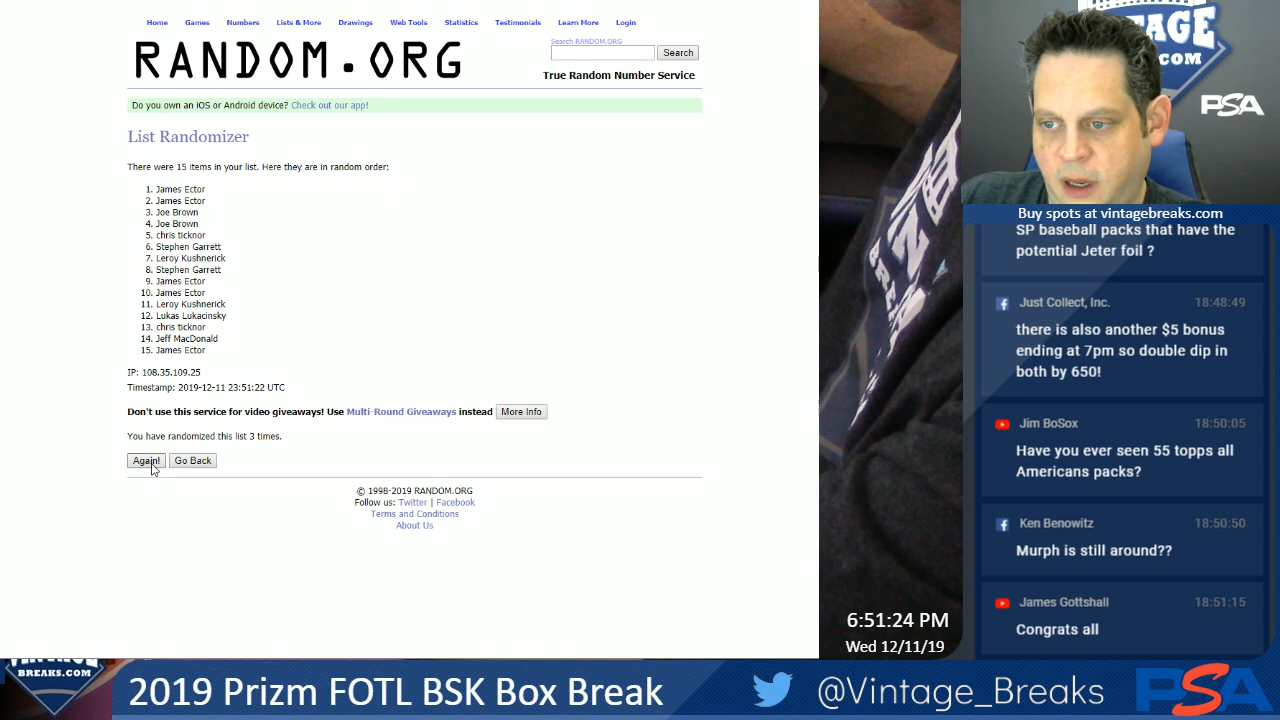 Home Games Numbers Lists & More Drawings Web Tools Statistics Testimonials Learn More Login
RANDOM.ORG
Search RANDOM.ORG
Search
True Random Number Service
Do you own an iOS or Android device? Check out our app!
List Randomizer
There were 15 items in your list. Here they are in random order:
1. James Ector
2. James Ector
3. Joe Brown
4. Joe Brown
5. chris ticknor
6. Stephen Garrett
7. Leroy Kushnerick
8. Stephen Garrett
9. James Ector
10. James Ector
11. Leroy Kushnerick
12. Lukas Lukacinsky
13. chris ticknor
14. Jeff MacDonald
15. James Ector
IP: 108.35.109.25
Timestamp: 2019-12-11 23:51:22 UTC
Don't use this service for video giveaways! Use Multi-Round Giveaways instead More Info
You have randomized this list 3 times.
Again! Go Back
© 1998-2019 RANDOM.ORG
Follow us: Twitter | Facebook
Terms and Conditions
About Us
PSA
Buy spots at vintagebreaks.com
SP baseball packs that have the
potential Jeter foil ?
Just Collect, Inc. 18:48:49
there is also another $5 bonus
ending at 7pm so double dip in
both by 650!
Jim BoSox 18:50:05
Have you ever seen 55 topps all
Americans packs?
Ken Benowitz 18:50:50
Murph is still around??
James Gottshall 18:51:15
Congrats all
6:51:24 PM
Wed 12/11/19
BREAKS.COM
2019 Prizm FOTL BSK Box Break
@Vintage_Breaks
PSA